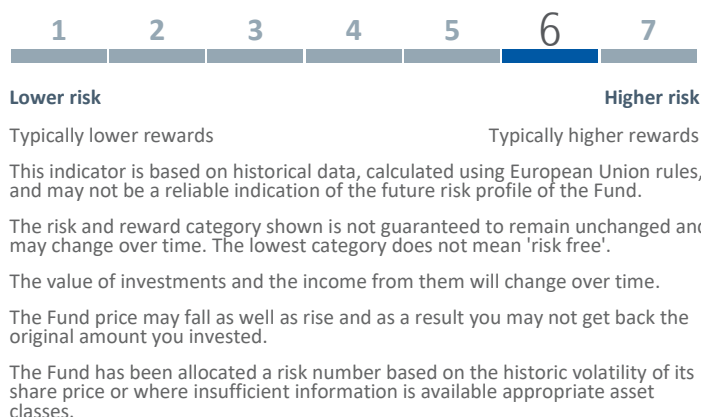 1 2 3 4 5 6 7
Lower risk Higher risk
Typically lower rewards Typically higher rewards
This indicator is based on historical data, calculated using European Union rules,
and may not be a reliable indication of the future risk profile of the Fund.
The risk and reward category shown is not guaranteed to remain unchanged and
may change over time. The lowest category does not mean 'risk free'.
The value of investments and the income from them will change over time.
The Fund price may fall as well as rise and as a result you may not get back the
original amount you invested.
The Fund has been allocated a risk number based on the historic volatility of its
share price or where insufficient information is available appropriate asset
classes.